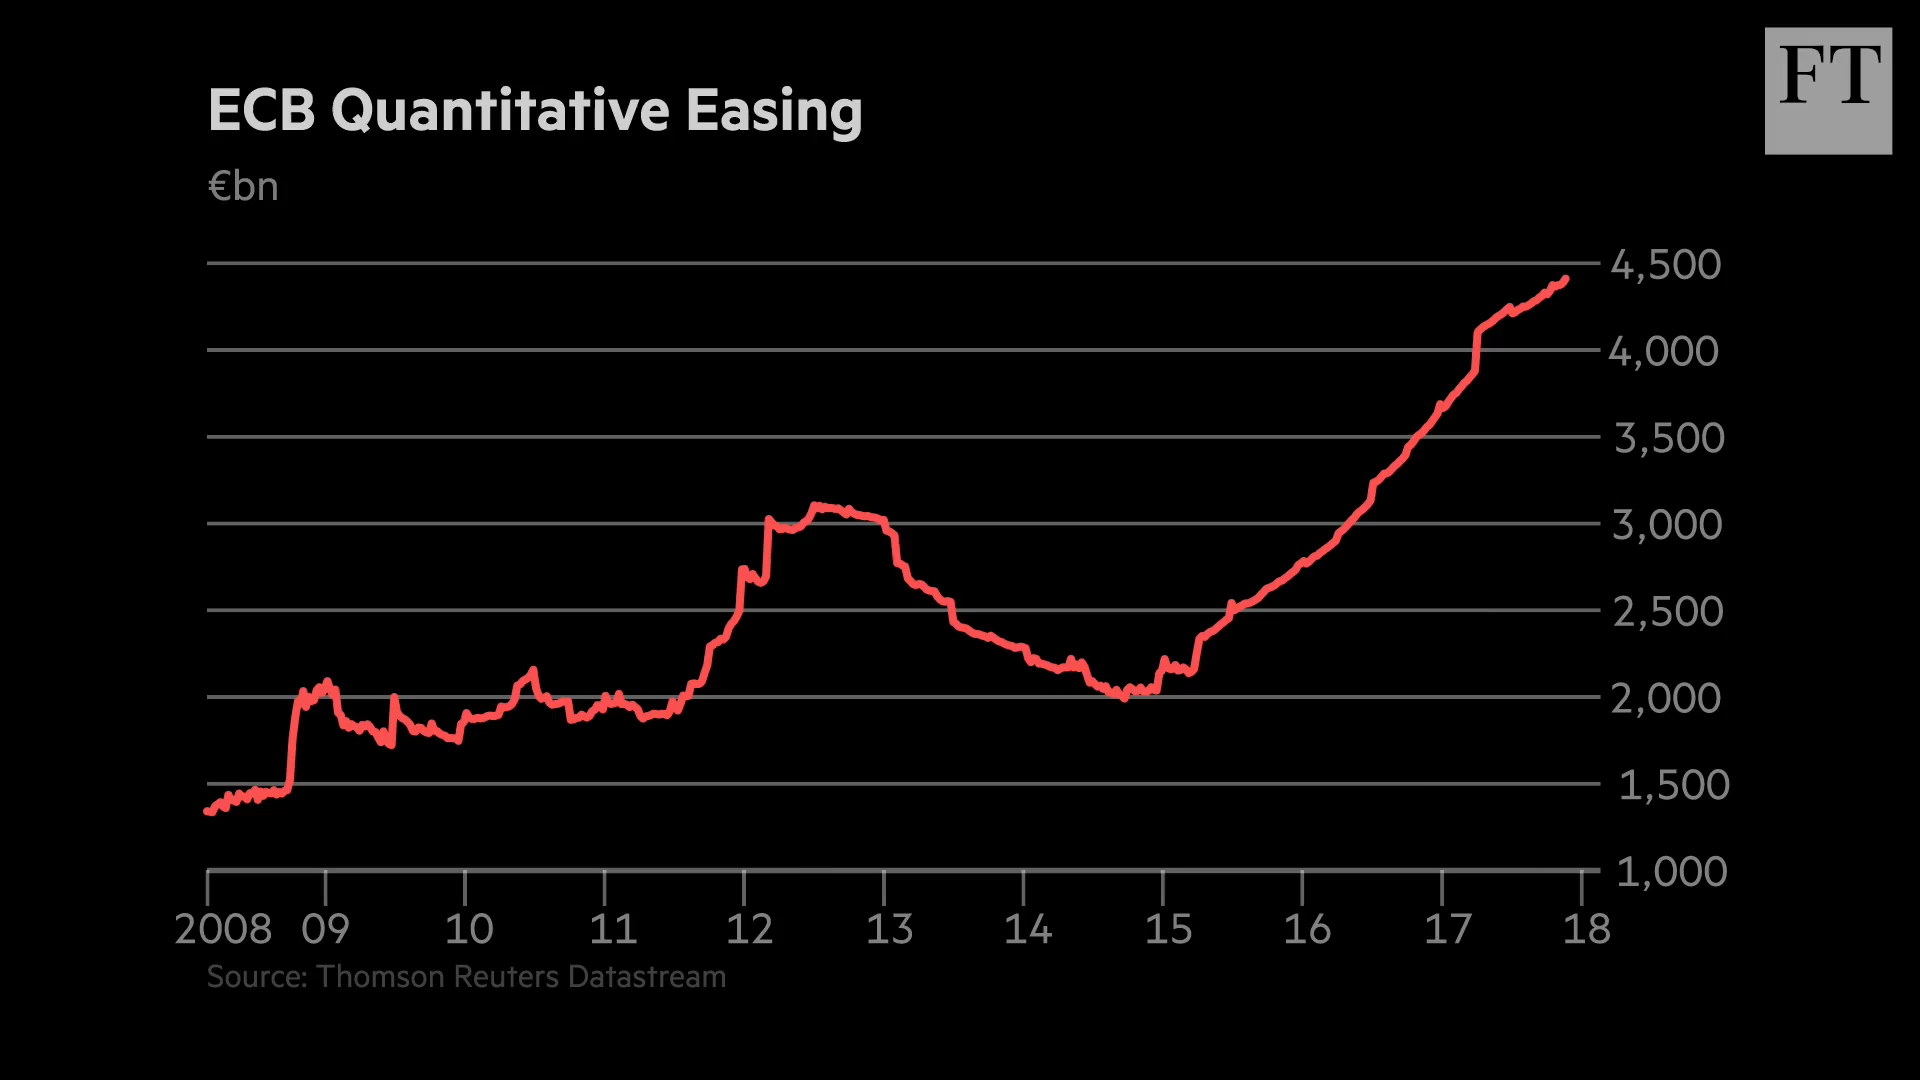 FT
ECB Quantitative Easing
€bn
4,500
4,000
3,500
3,000
2,500
2,000
1,500
1,000
2008 09 10 11 12 13 14 15 16 17 18
Source: Thomson Reuters Datastream